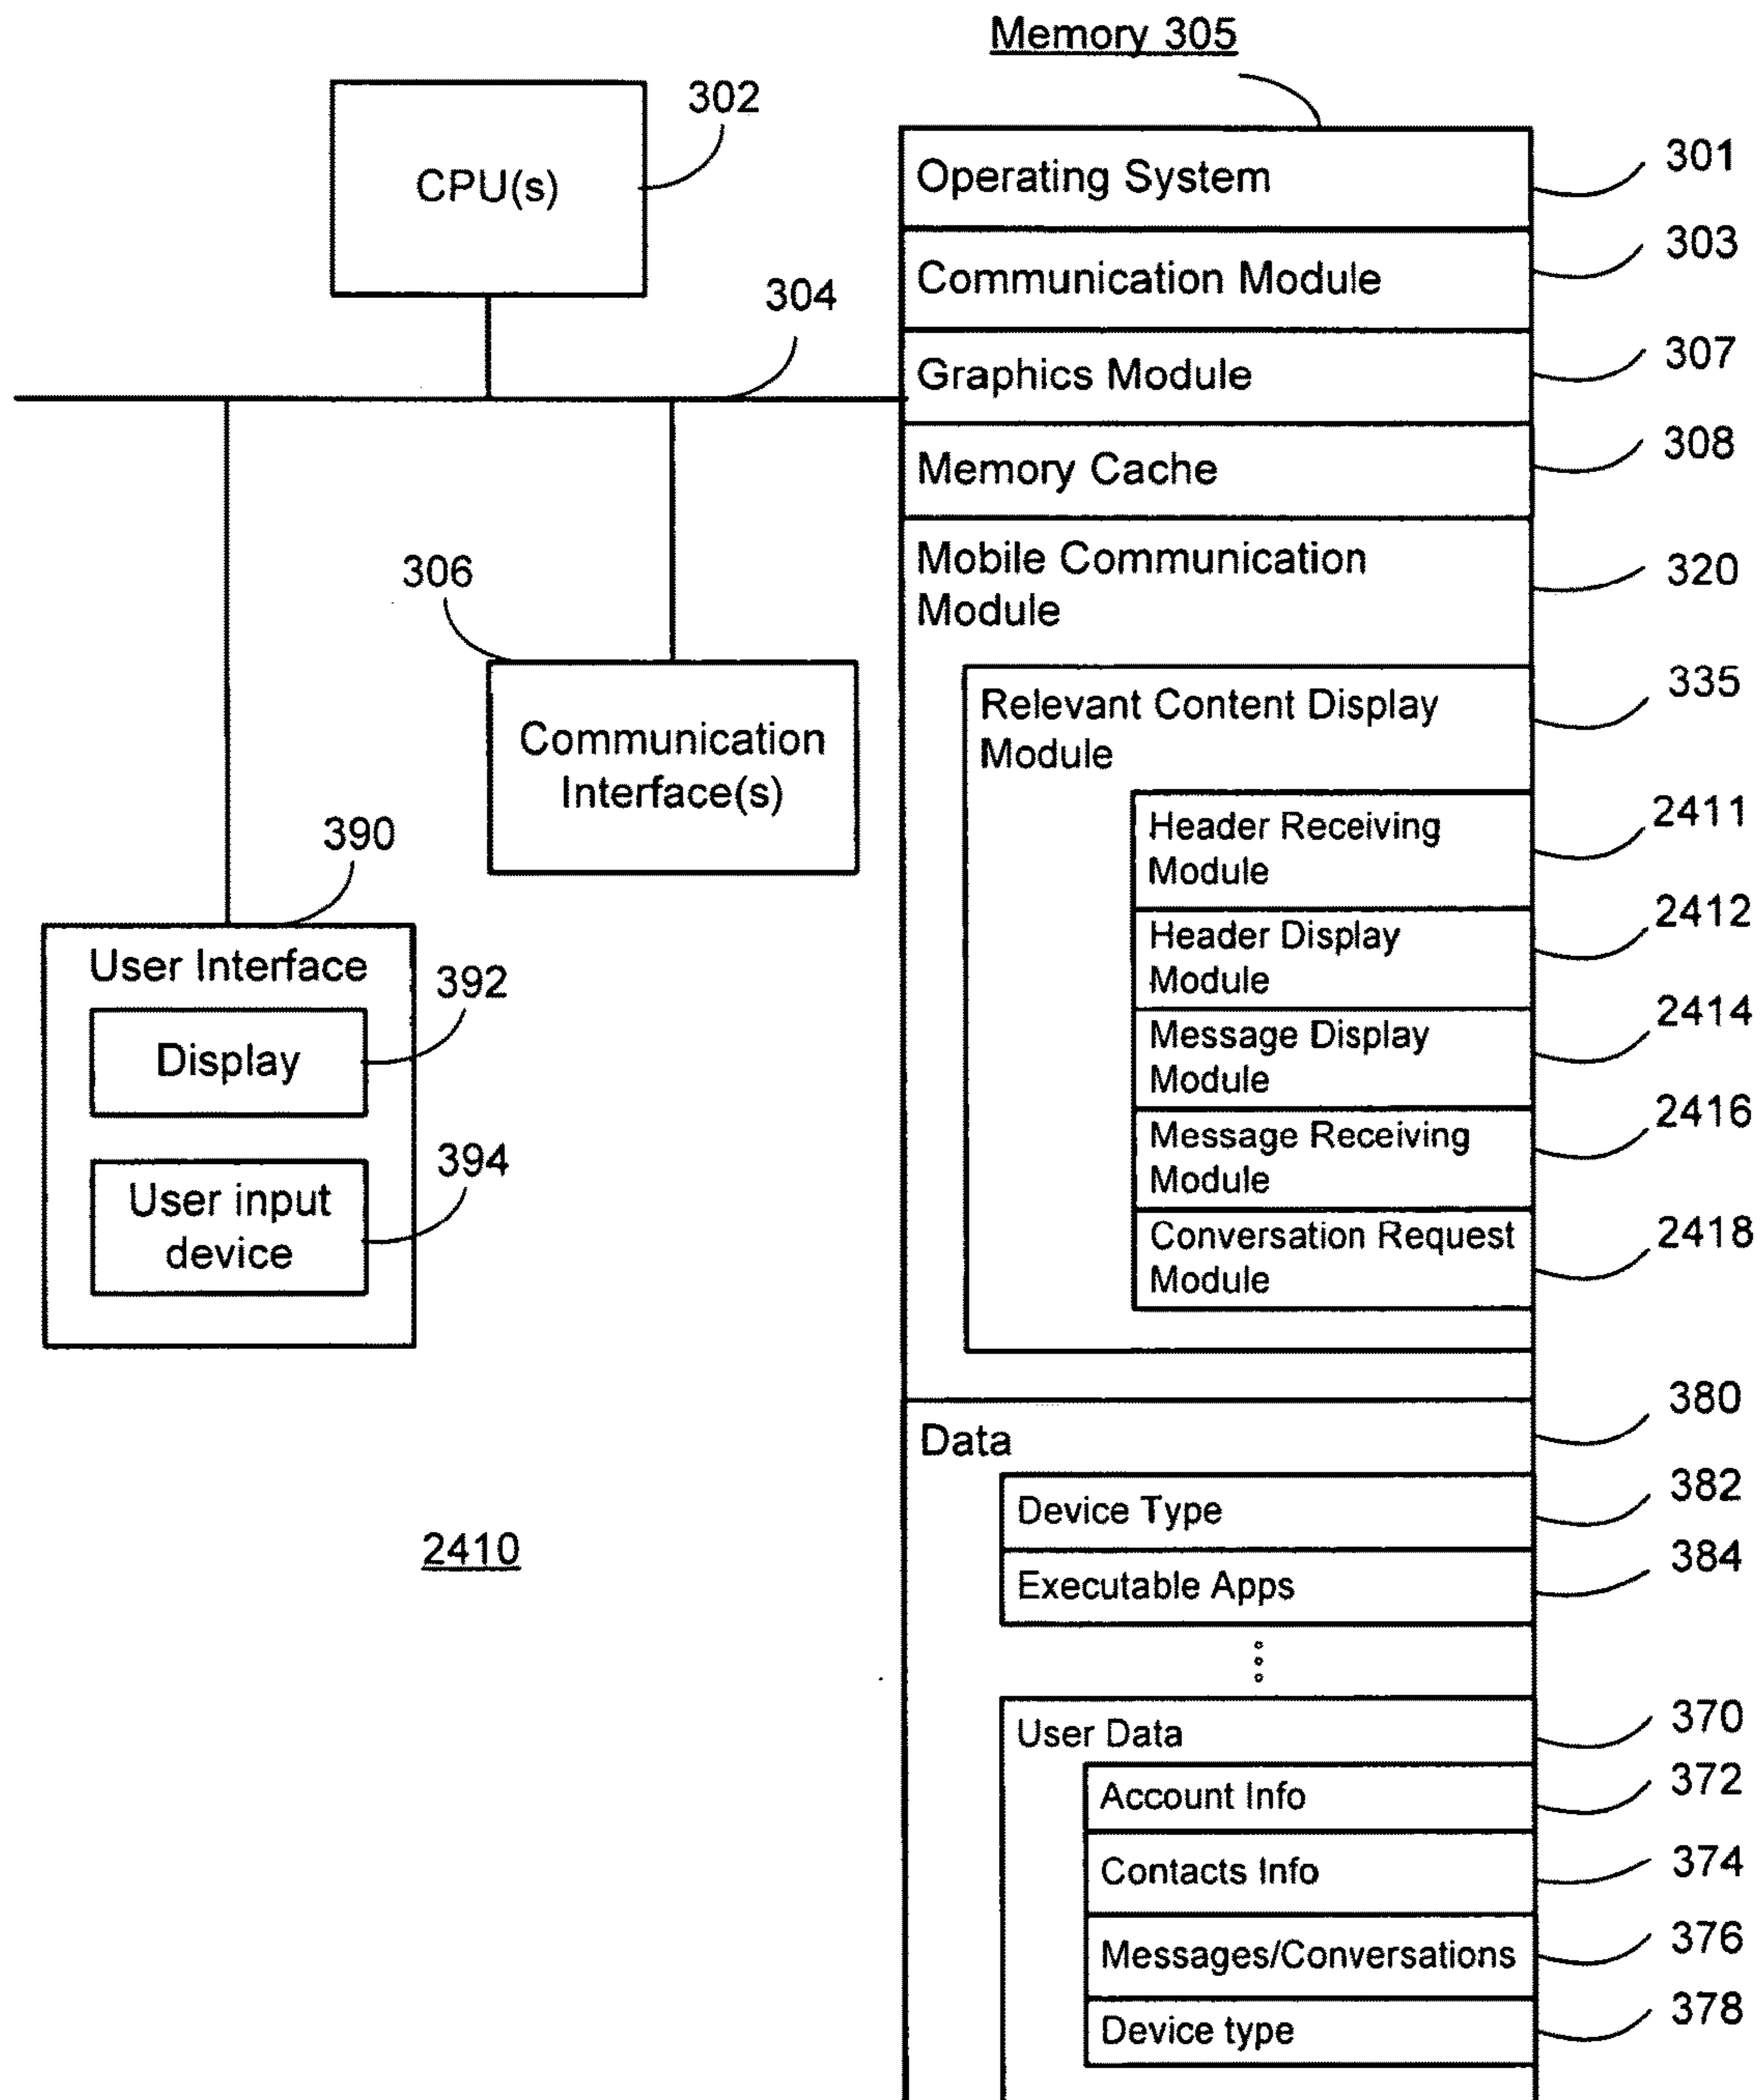 Memory 305
302
CPU(s)
304
306
Communication
Interface(s)
390
User Interface
392
Display
394
User input
device
2410
Operating System
301
Communication Module
303
Graphics Module
307
Memory Cache
308
Mobile Communication
Module
320
Relevant Content Display
Module
335
Header Receiving
Module
2411
Header Display
Module
2412
Message Display
Module
2414
Message Receiving
Module
2416
Conversation Request
Module
2418
Data
380
Device Type
382
Executable Apps
384
User Data
370
Account Info
372
Contacts Info
374
Messages/Conversations
376
Device type
378